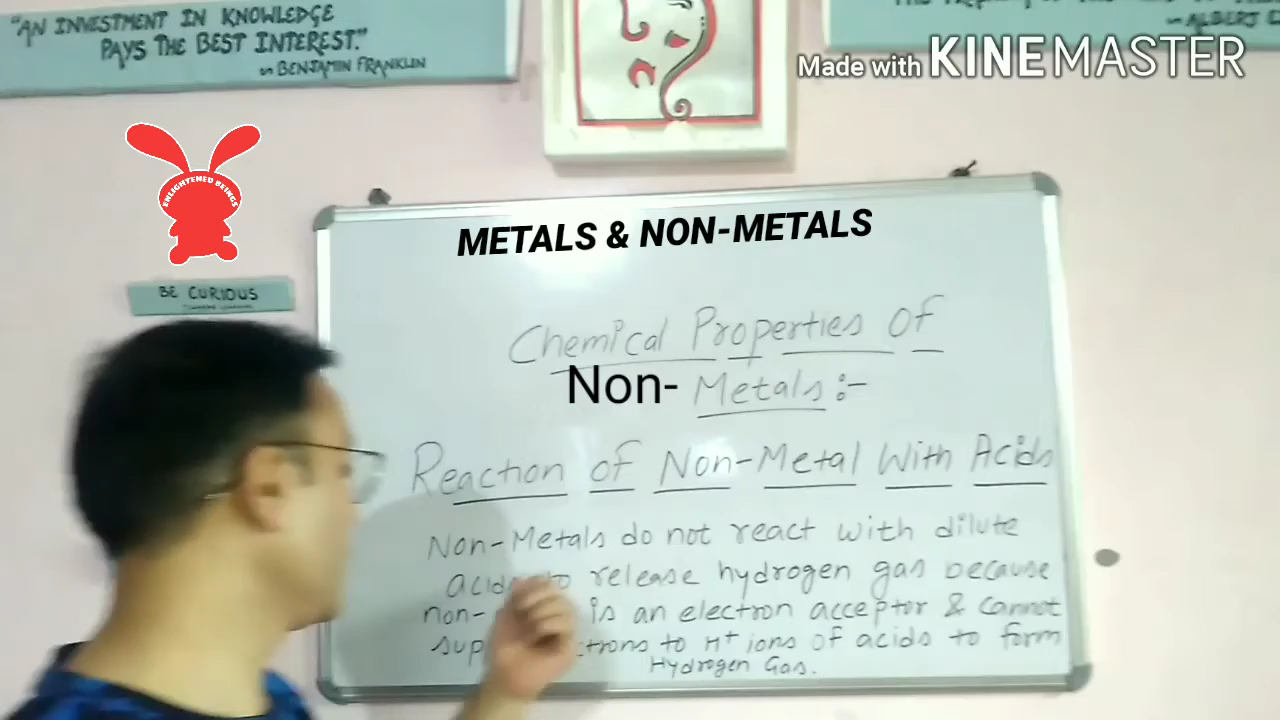 "AN INVESTMENT IN KNOWLEDGE
PAYS THE BEST INTEREST."
BENJAMIN FRANKLIN
ALBERT
Made with KINEMASTER
ENLIGHTENED BEINGS
BE CURIOUS
METALS & NON-METALS
Chemical Properties Of
Non- Metals :-
Reaction of Non-Metal With Acids
Non-Metals do not react with dilute
acids to release hydrogen gas because
non- is an electron acceptor & cannot
to H+ ions of acids to form
Hydrogen Gas.